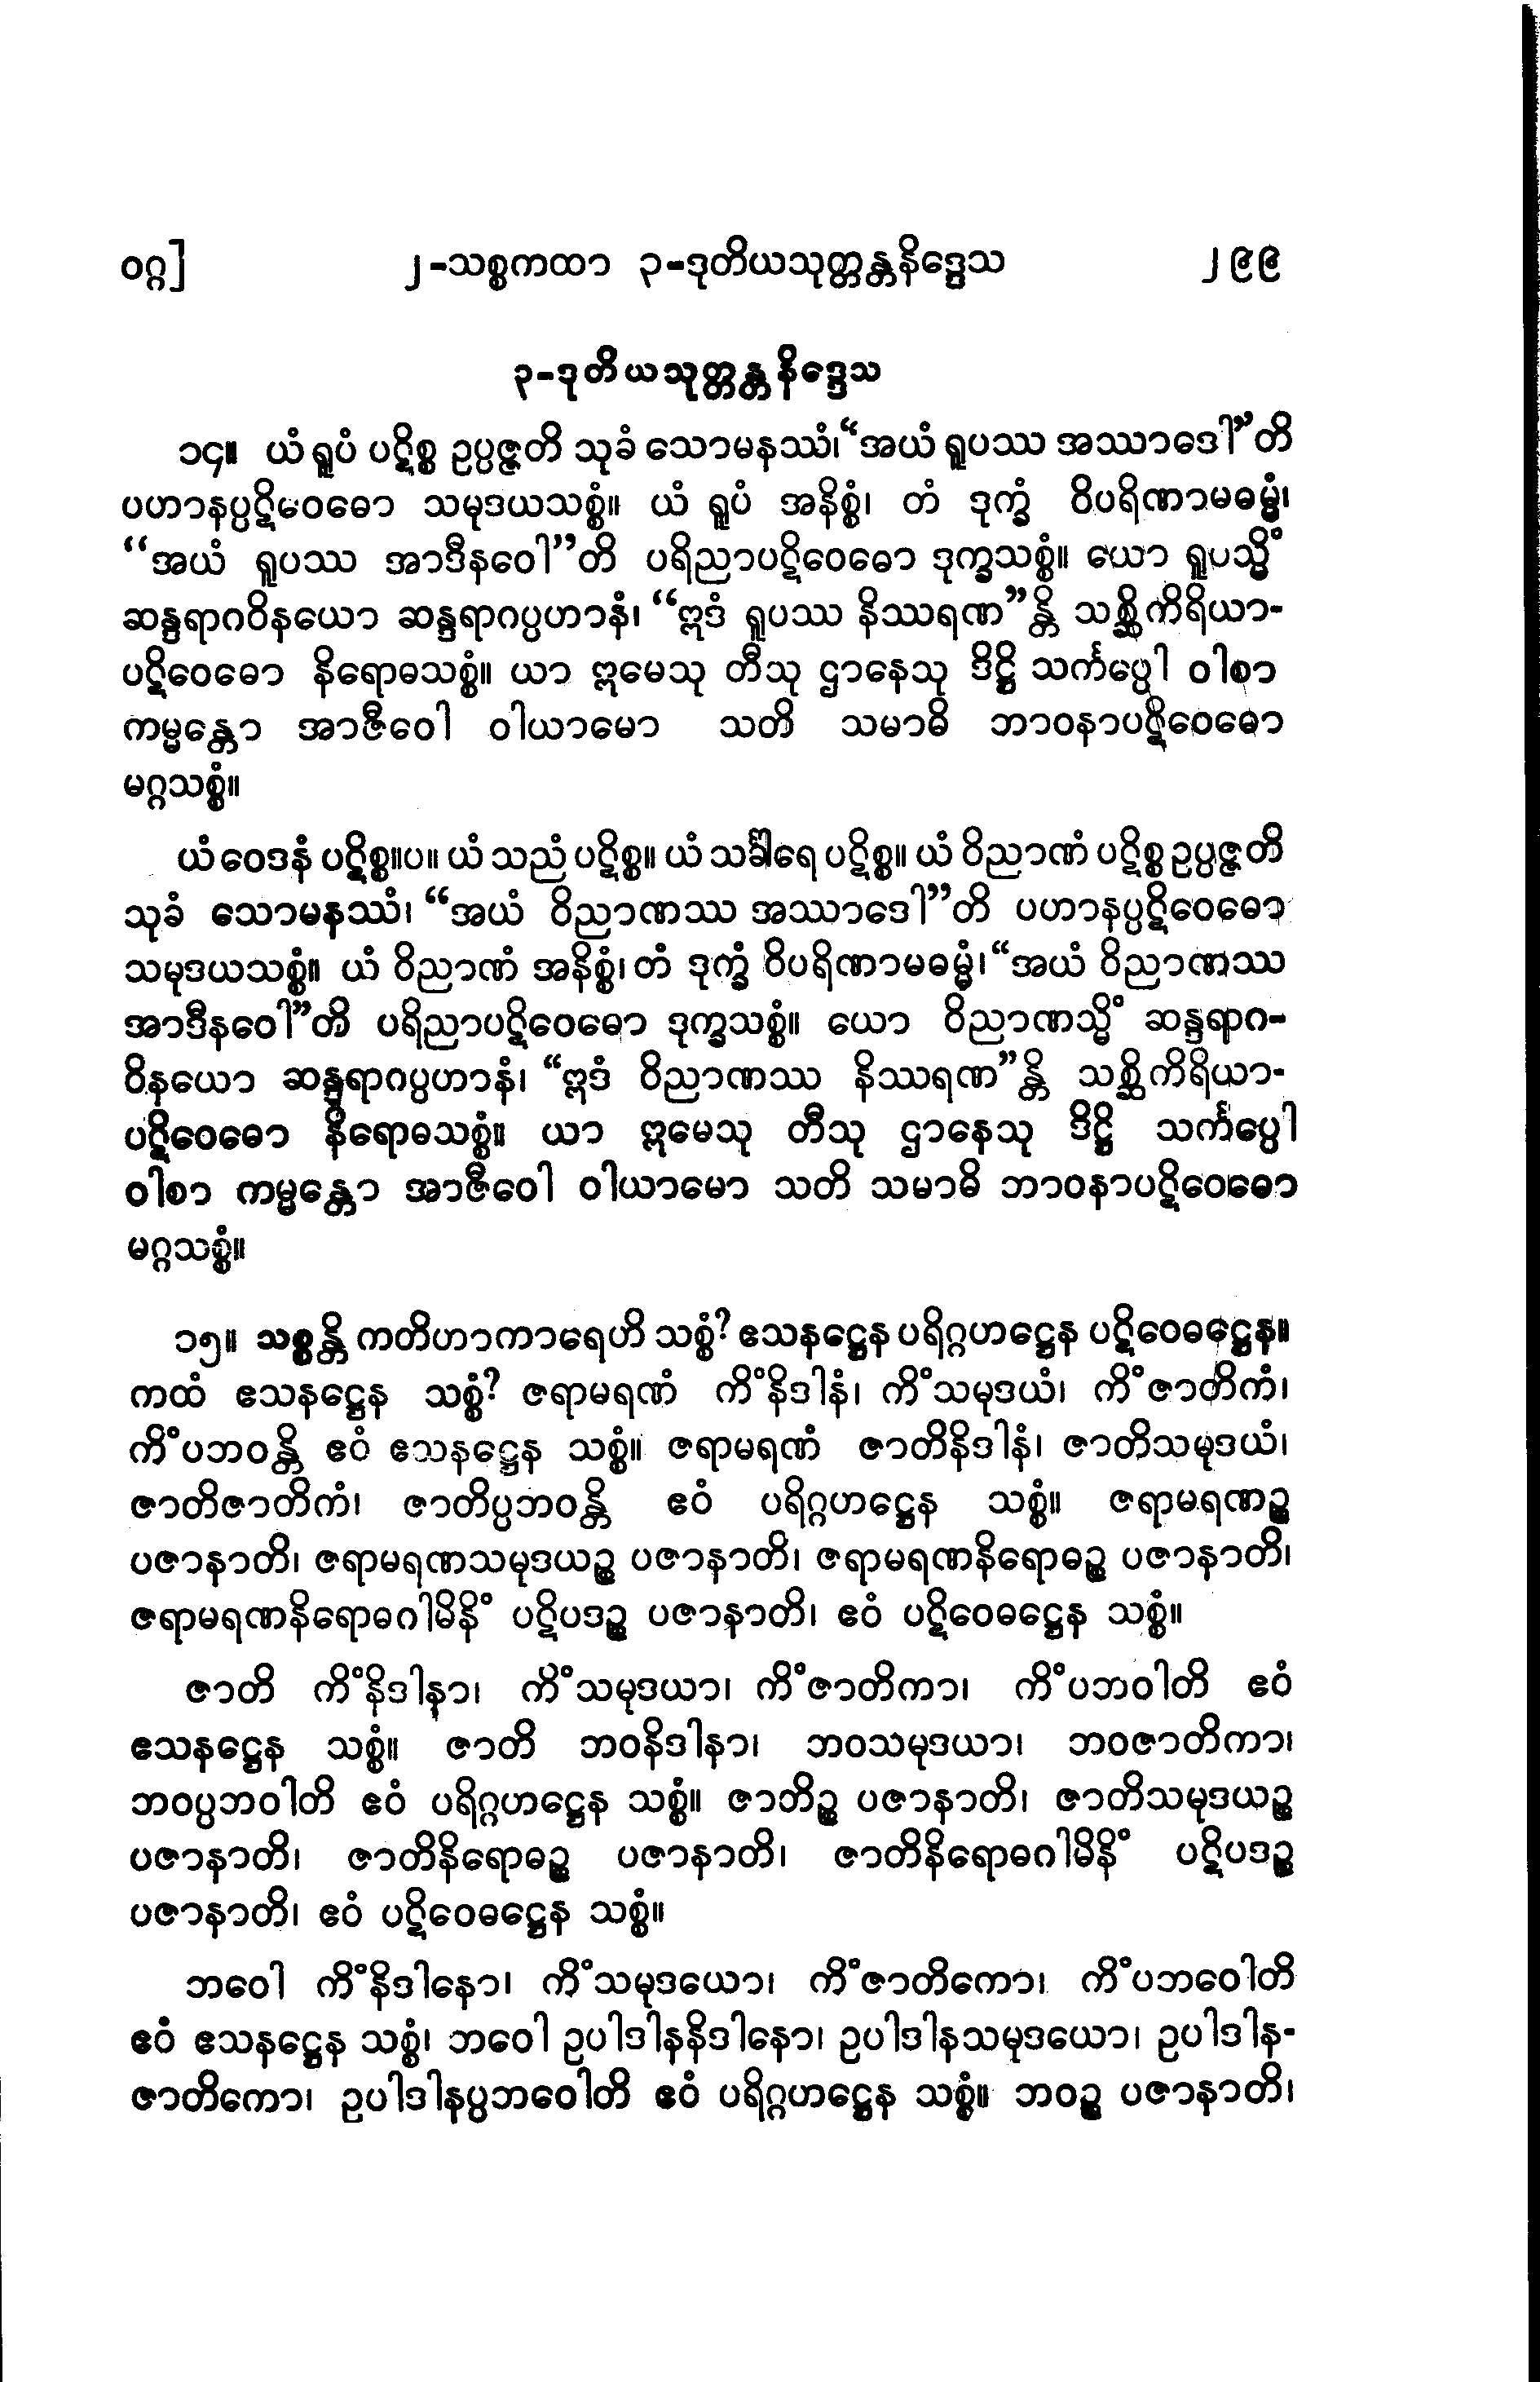 ဝဂ္ဂ]	၂-သစ္စကထာ ၃-ဒုတိယသုတ္တန္တနိဒ္ဒေသ	၂၉၉
၃-ဒုတိယသုတ္တန္တနိဒ္ဒေသ
၁၄။ ယံ ရူပံ ပဋိစ္စ ဥပ္ပဇ္ဇတိ သုခံ သောမနဿံ၊ “အယံ ရူပဿ အဿာဒေါ”တိ
ပဟာနပ္ပဋိဝေဓော သမုဒယသစ္စံ။ ယံ ရူပံ အနိစ္စံ၊ တံ ဒုက္ခံ ဝိပရိဏာမဓမ္မံ၊
“အယံ ရူပဿ အာဒီနဝေါ”တိ ပရိညာပဋိဝေဓော ဒုက္ခသစ္စံ။ ယော ရူပသ္မိံ
ဆန္ဒရာဂဝိနယော ဆန္ဒရာဂပ္ပဟာနံ၊ “ဣဒံ ရူပဿ နိဿရဏ”န္တိ သစ္ဆိကိရိယာ-
ပဋိဝေဓော နိရောဓသစ္စံ။ ယာ ဣမေသု တီသု ဌာနေသု ဒိဋ္ဌိ သင်္ကပ္ပေါ ဝါစာ
ကမ္မန္တော အာဇီဝေါ ဝါယာမော သတိ သမာဓိ ဘာဝနာပဋိဝေဓော
မဂ္ဂသစ္စံ။
ယံ ဝေဒနံ ပဋိစ္စ။ပ။ ယံ သညံ ပဋိစ္စ။ ယံ သင်္ခါရေ ပဋိစ္စ။ ယံ ဝိညာဏံ ပဋိစ္စ ဥပ္ပဇ္ဇတိ
သုခံ သောမနဿံ၊ “အယံ ဝိညာဏဿ အဿာဒေါ”တိ ပဟာနပ္ပဋိဝေဓော
သမုဒယသစ္စံ။ ယံ ဝိညာဏံ အနိစ္စံ၊ တံ ဒုက္ခံ ဝိပရိဏာမဓမ္မံ၊ “အယံ ဝိညာဏဿ
အာဒီနဝေါ”တိ ပရိညာပဋိဝေဓော ဒုက္ခသစ္စံ။ ယော ဝိညာဏသ္မိံ ဆန္ဒရာဂ-
ဝိနယော ဆန္ဒရာဂပ္ပဟာနံ၊ “ဣဒံ ဝိညာဏဿ နိဿရဏ”န္တိ သစ္ဆိကိရိယာ-
ပဋိဝေဓော နိရောဓသစ္စံ။ ယာ ဣမေသု တီသု ဌာနေသု ဒိဋ္ဌိ သင်္ကပ္ပေါ
ဝါစာ ကမ္မန္တော အာဇီဝေါ ဝါယာမော သတိ သမာဓိ ဘာဝနာပဋိဝေဓော
မဂ္ဂသစ္စံ။
၁၅။ သစ္စန္တိ ကတိဟာကာရေဟိ သစ္စံ? ဧသနဋ္ဌေန ပရိဂ္ဂဟဋ္ဌေန ပဋိဝေဓဋ္ဌေန။
ကထံ ဧသနဋ္ဌေန သစ္စံ? ဇရာမရဏံ ကိံနိဒါနံ၊ ကိံသမုဒယံ၊ ကိံဇာတိကံ၊
ကိံပဘဝန္တိ ဧဝံ ဧသနဋ္ဌေန သစ္စံ။ ဇရာမရဏံ ဇာတိနိဒါနံ၊ ဇာတိသမုဒယံ၊
ဇာတိဇာတိကံ၊ ဇာတိပ္ပဘဝန္တိ ဧဝံ ပရိဂ္ဂဟဋ္ဌေန သစ္စံ။ ဇရာမရဏဉ္စ
ပဇာနာတိ၊ ဇရာမရဏသမုဒယဉ္စ ပဇာနာတိ၊ ဇရာမရဏနိရောဓဉ္စ ပဇာနာတိ၊
ဇရာမရဏနိရောဓဂါမိနိံ ပဋိပဒဉ္စ ပဇာနာတိ၊ ဧဝံ ပဋိဝေဓဋ္ဌေန သစ္စံ။
ဇာတိ ကိံနိဒါနာ၊ ကိံသမုဒယာ၊ ကိံဇာတိကာ၊ ကိံပဘဝါတိ ဧဝံ
ဧသနဋ္ဌေန သစ္စံ။ ဇာတိ ဘဝနိဒါနာ၊ ဘဝသမုဒယာ၊ ဘဝဇာတိကာ၊
ဘဝပ္ပဘဝါတိ ဧဝံ ပရိဂ္ဂဟဋ္ဌေန သစ္စံ။ ဇာတိဉ္စ ပဇာနာတိ၊ ဇာတိသမုဒယဉ္စ
ပဇာနာတိ၊ ဇာတိနိရောဓဉ္စ ပဇာနာတိ၊ ဇာတိနိရောဓဂါမိနိံ ပဋိပဒဉ္စ
ပဇာနာတိ၊ ဧဝံ ပဋိဝေဓဋ္ဌေန သစ္စံ။
ဘဝေါ ကိံနိဒါနော၊ ကိံသမုဒယော၊ ကိံဇာတိကော၊ ကိံပဘဝေါတိ
ဧဝံ ဧသနဋ္ဌေန သစ္စံ၊ ဘဝေါ ဥပါဒါနနိဒါနော၊ ဥပါဒါနသမုဒယော၊ ဥပါဒါန-
ဇာတိကော၊ ဥပါဒါနပ္ပဘဝေါတိ ဧဝံ ပရိဂ္ဂဟဋ္ဌေန သစ္စံ။ ဘဝဉ္စ ပဇာနာတိ၊